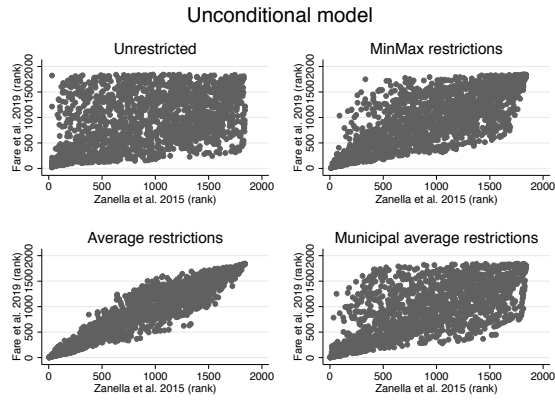 Unconditional model
Unrestricted
Fare et al. 2019 (rank)
0 500 1000 1500 2000
0 500 1000 1500 2000
Zanella et al. 2015 (rank)
MinMax restrictions
Fare et al. 2019 (rank)
0 500 1000 1500 2000
0 500 1000 1500 2000
Zanella et al. 2015 (rank)
Average restrictions
Fare et al. 2019 (rank)
0 500 1000 1500 2000
0 500 1000 1500 2000
Zanella et al. 2015 (rank)
Municipal average restrictions
Fare et al. 2019 (rank)
0 500 1000 1500 2000
0 500 1000 1500 2000
Zanella et al. 2015 (rank)